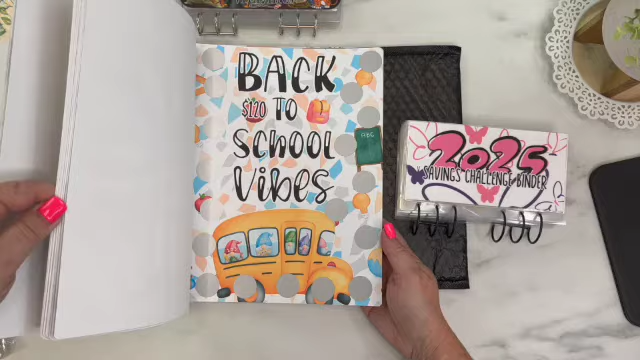 BACK
$120 TO
SCHOOL
VIBES
ABC
2025
SAVINGS CHALLENGE BINDER